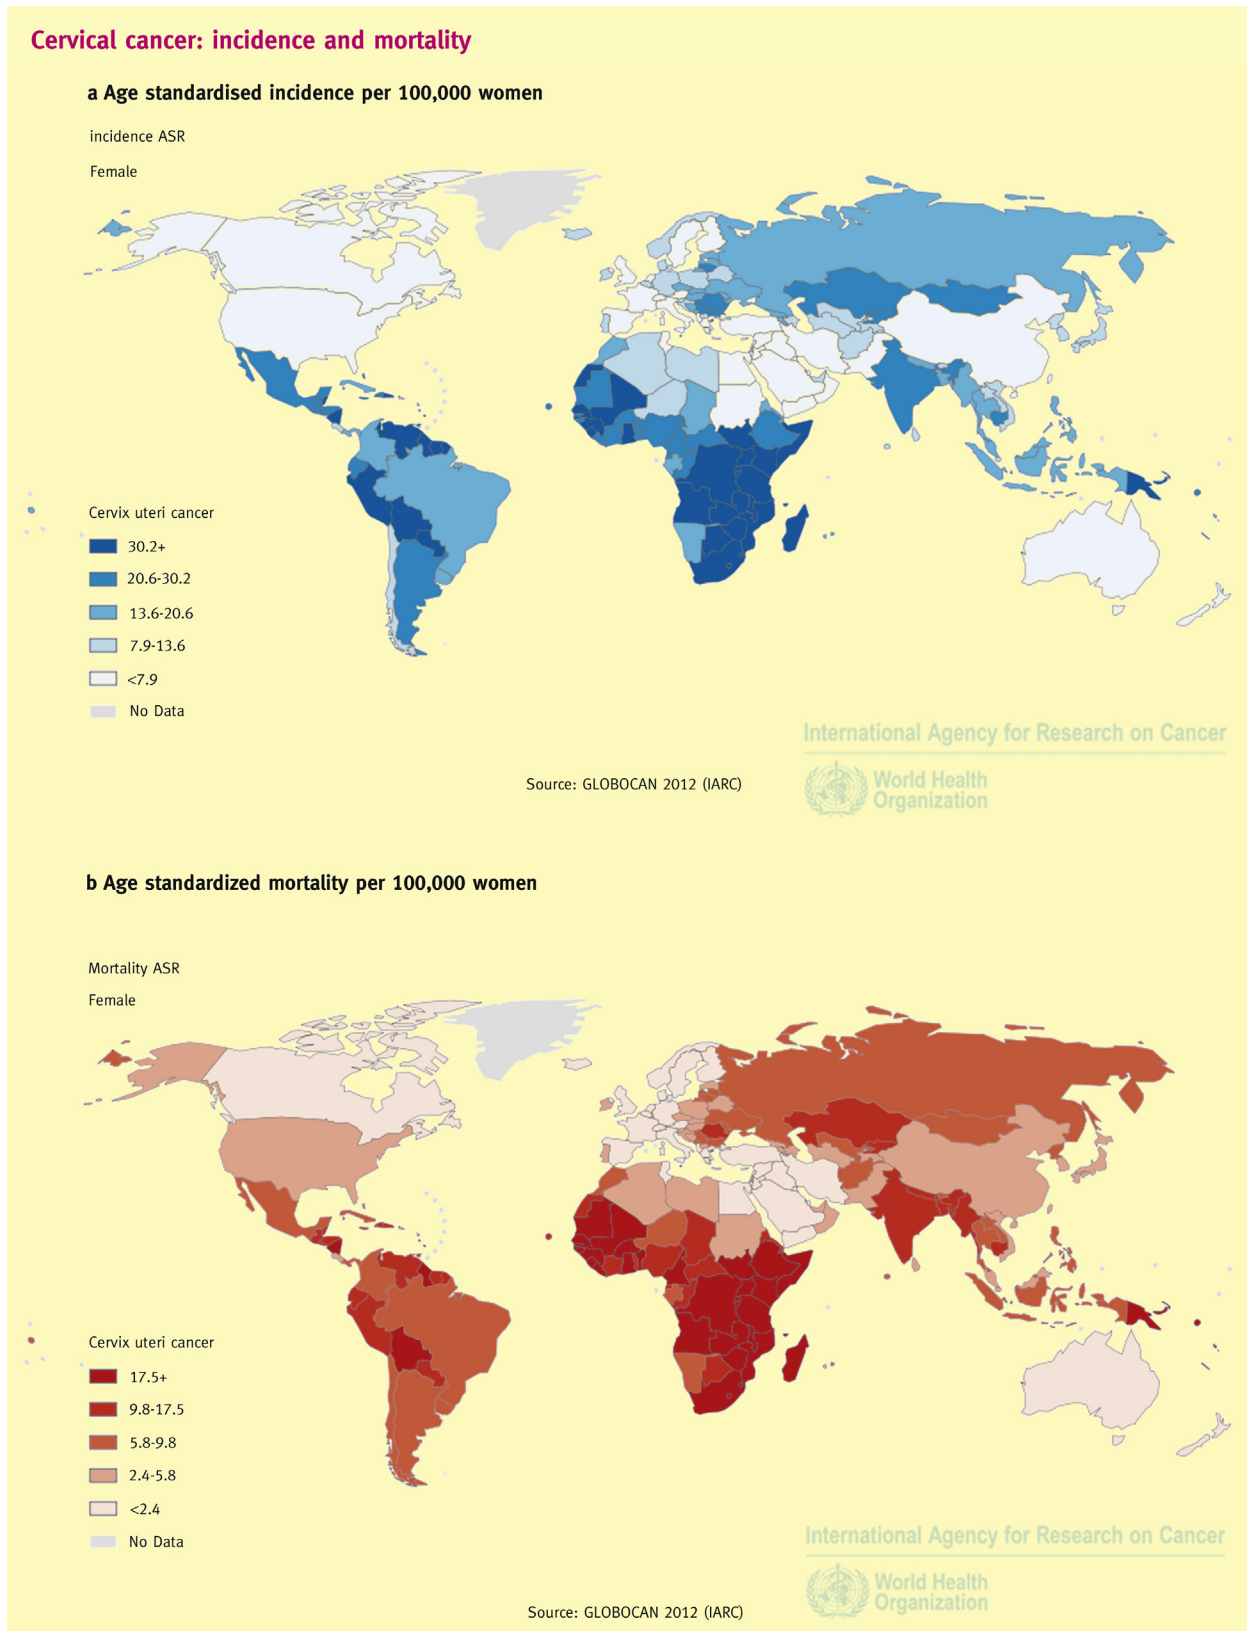 Cervical cancer: incidence and mortality
a Age standardised incidence per 100,000 women
incidence ASR
Female
Cervix uteri cancer
30.2+
20.6-30.2
13.6-20.6
7.9-13.6
<7.9
No Data
International Agency for Research on Cancer
World Health
Organization
Source: GLOBOCAN 2012 (IARC)
b Age standardized mortality per 100,000 women
Mortality ASR
Female
Cervix uteri cancer
17.5+
9.8-17.5
5.8-9.8
2.4-5.8
<2.4
No Data
International Agency for Research on Cancer
World Health
Organization
Source: GLOBOCAN 2012 (IARC)